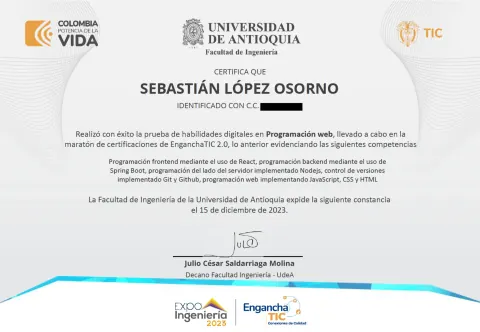 COLOMBIA
POTENCIA DE LA
VIDA
UNIVERSIDAD
DE ANTIOQUIA
Facultad de Ingeniería
TIC
CERTIFICA QUE
SEBASTIÁN LÓPEZ OSORNO
IDENTIFICADO CON C.C.
Realizó con éxito la prueba de habilidades digitales en Programación web, llevado a cabo en la
maratón de certificaciones de EnganchaTIC 2.0, lo anterior evidenciando las siguientes competencias
Programación frontend mediante el uso de React, programación backend mediante el uso de
Spring Boot, programación del lado del servidor implementado Nodejs, control de versiones
implementado Git y Github, programación web implementando JavaScript, CSS y HTML
La Facultad de Ingeniería de la Universidad de Antioquia expide la siguiente constancia
el 15 de diciembre de 2023.
Julio César Saldarriaga Molina
Decano Facultad Ingeniería - UdeA
EXPO
Ingeniería
2023
Engancha
TIC
Conexiones de Calidad